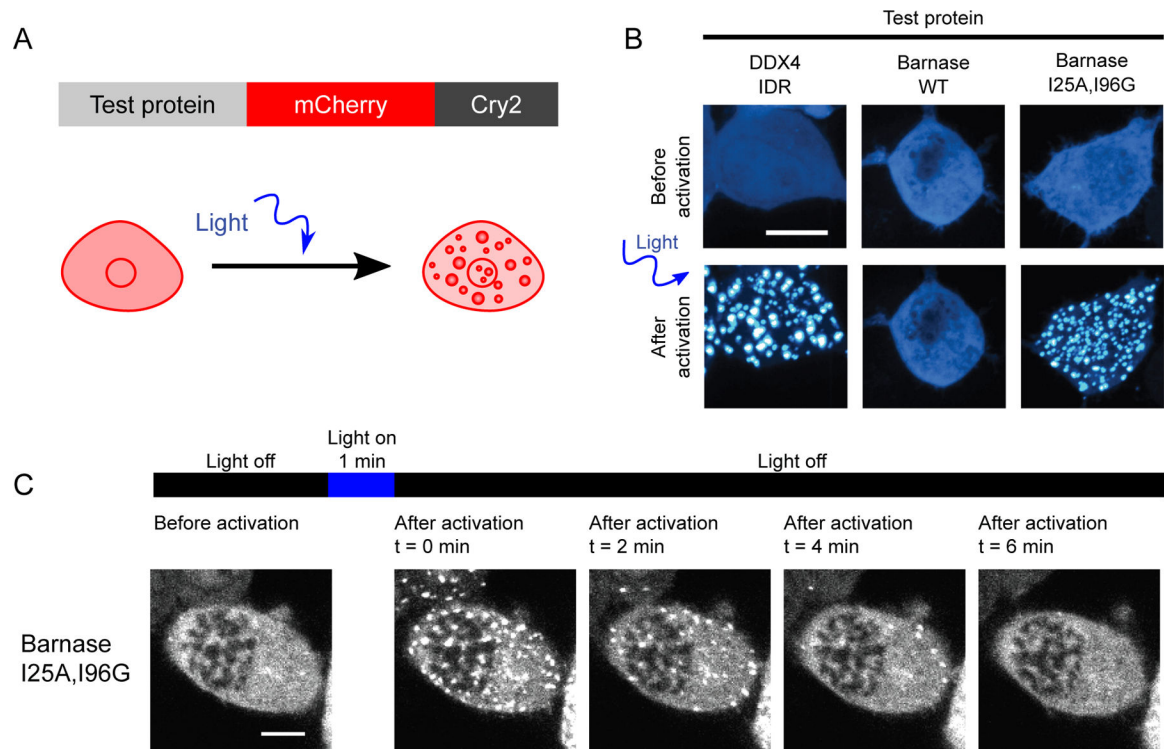 A
Test protein mCherry Cry2
Light
B
Test protein
DDX4
IDR
Barnase
WT
Barnase
I25A,I96G
Before
activation
Light
After
activation
C
Light off
Light on
1 min
Light off
Before activation
After activation
t = 0 min
After activation
t = 2 min
After activation
t = 4 min
After activation
t = 6 min
Barnase
I25A,I96G